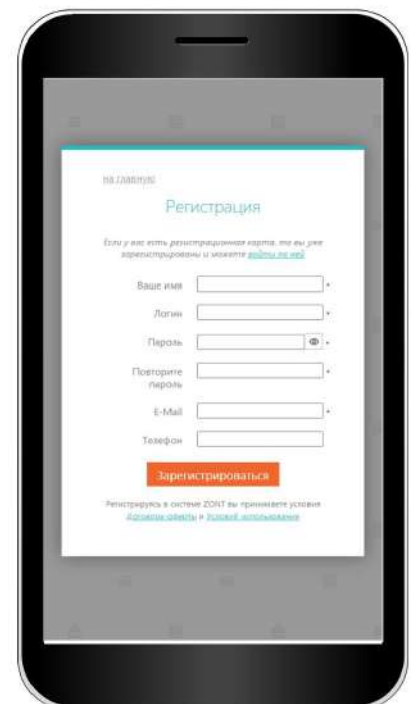 на главную
Регистрация
Если у вас есть регистрационная карта, то вы уже
зарегистрированы и можете войти по ней
Ваше имя *
Логин *
Пароль *
Повторите *
пароль
E-Mail *
Телефон
Зарегистрироваться
Регистрируясь в системе ZONT вы принимаете условия
Договора оферты и Условий использования